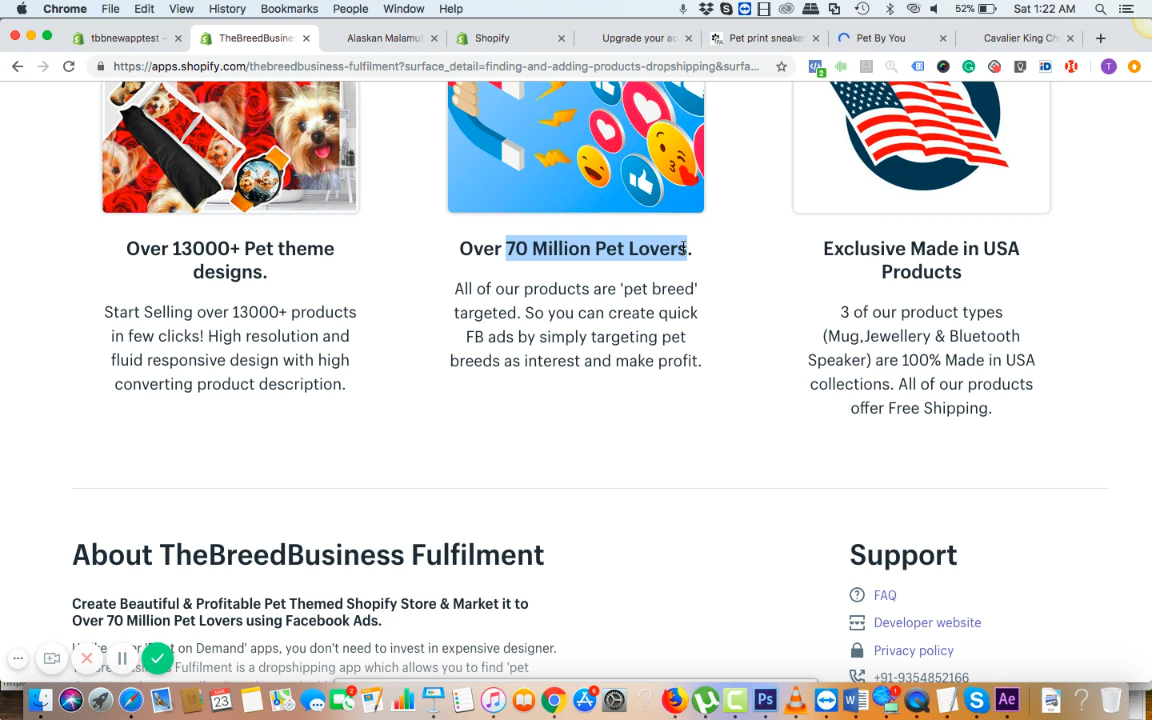 Chrome File Edit View History Bookmarks People Window Help 52% Sat 1:22 AM
tbbnewapptest - TheBreedBusine Alaskan Malamut Shopify Upgrade your ac Pet print sneake Pet By You Cavalier King Ch
https://apps.shopify.com/thebreedbusiness-fulfilment?surface_detail=finding-and-adding-products-dropshipping&surfa...
Over 13000+ Pet theme
designs.
Start Selling over 13000+ products
in few clicks! High resolution and
fluid responsive design with high
converting product description.
Over 70 Million Pet Lovers.
All of our products are 'pet breed'
targeted. So you can create quick
FB ads by simply targeting pet
breeds as interest and make profit.
Exclusive Made in USA
Products
3 of our product types
(Mug,Jewellery & Bluetooth
Speaker) are 100% Made in USA
collections. All of our products
offer Free Shipping.
About TheBreedBusiness Fulfilment
Create Beautiful & Profitable Pet Themed Shopify Store & Market it to
Over 70 Million Pet Lovers using Facebook Ads.
on Demand' apps, you don't need to invest in expensive designer.
Fulfilment is a dropshipping app which allows you to find 'pet
Support
FAQ
Developer website
Privacy policy
+91-9354852166